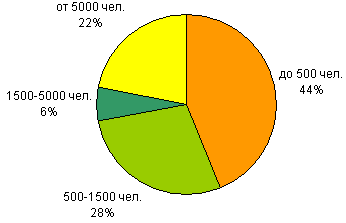 от 5000 чел.
22%
до 500 чел.
44%
1500-5000 чел.
6%
500-1500 чел.
28%